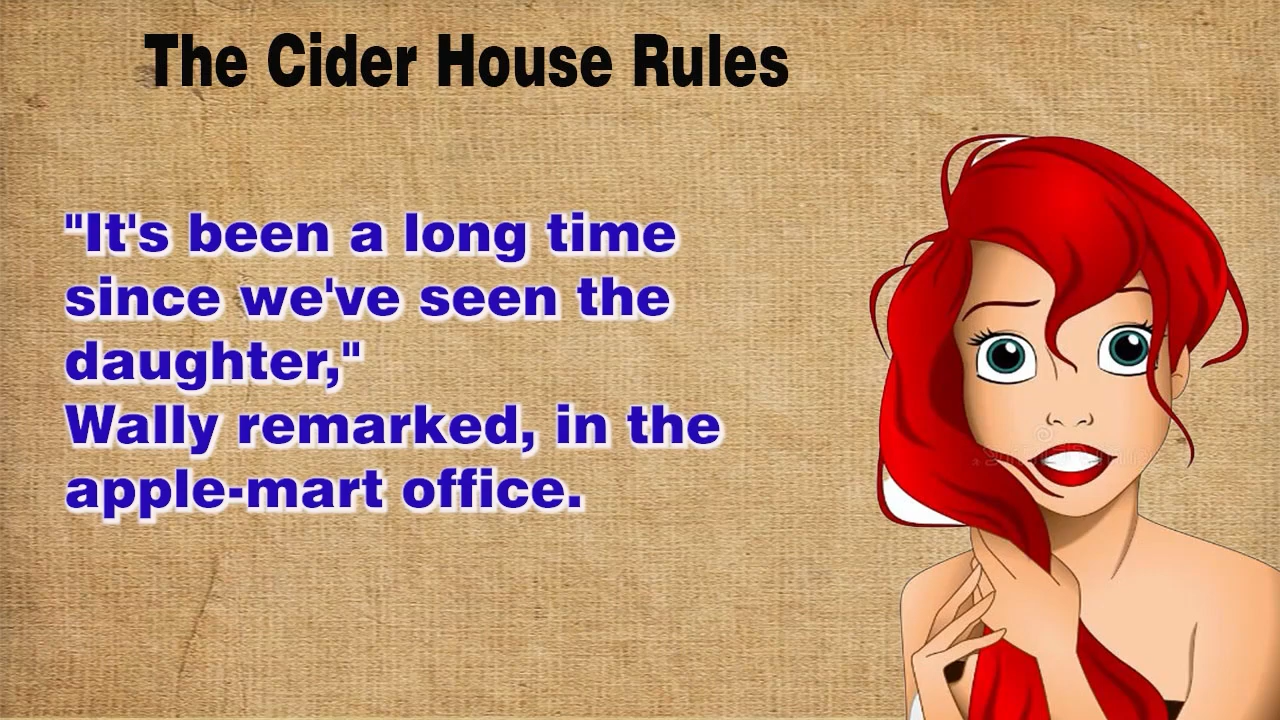 The Cider House Rules
"It's been a long time
since we've seen the
daughter,"
Wally remarked, in the
apple-mart office.